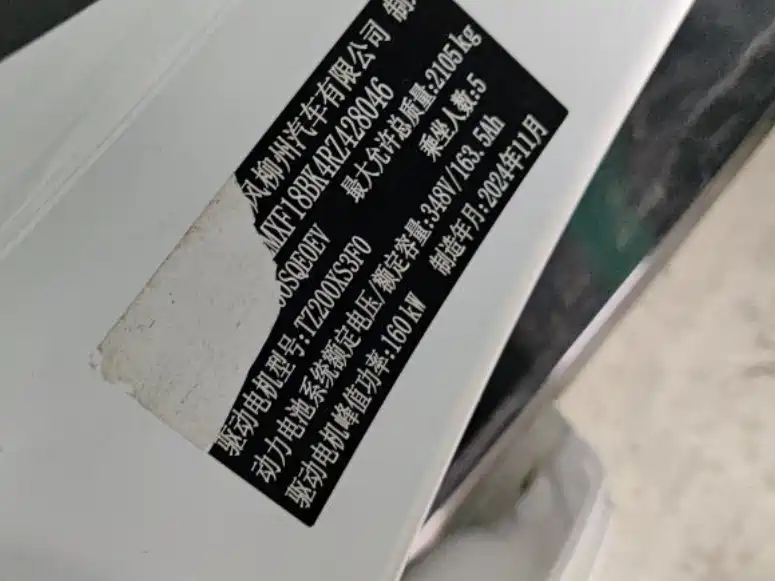 风柳州汽车有限公司 制
MXF18BK4RZ428046
SQE0EV 最大允许总质量:2105kg
驱动电机型号:TZ200XS3F0 乘坐人数:5
动力电池系统额定电压/额定容量:348V/163.5Ah
驱动电机峰值功率:160kW 制造年月:2024年11月